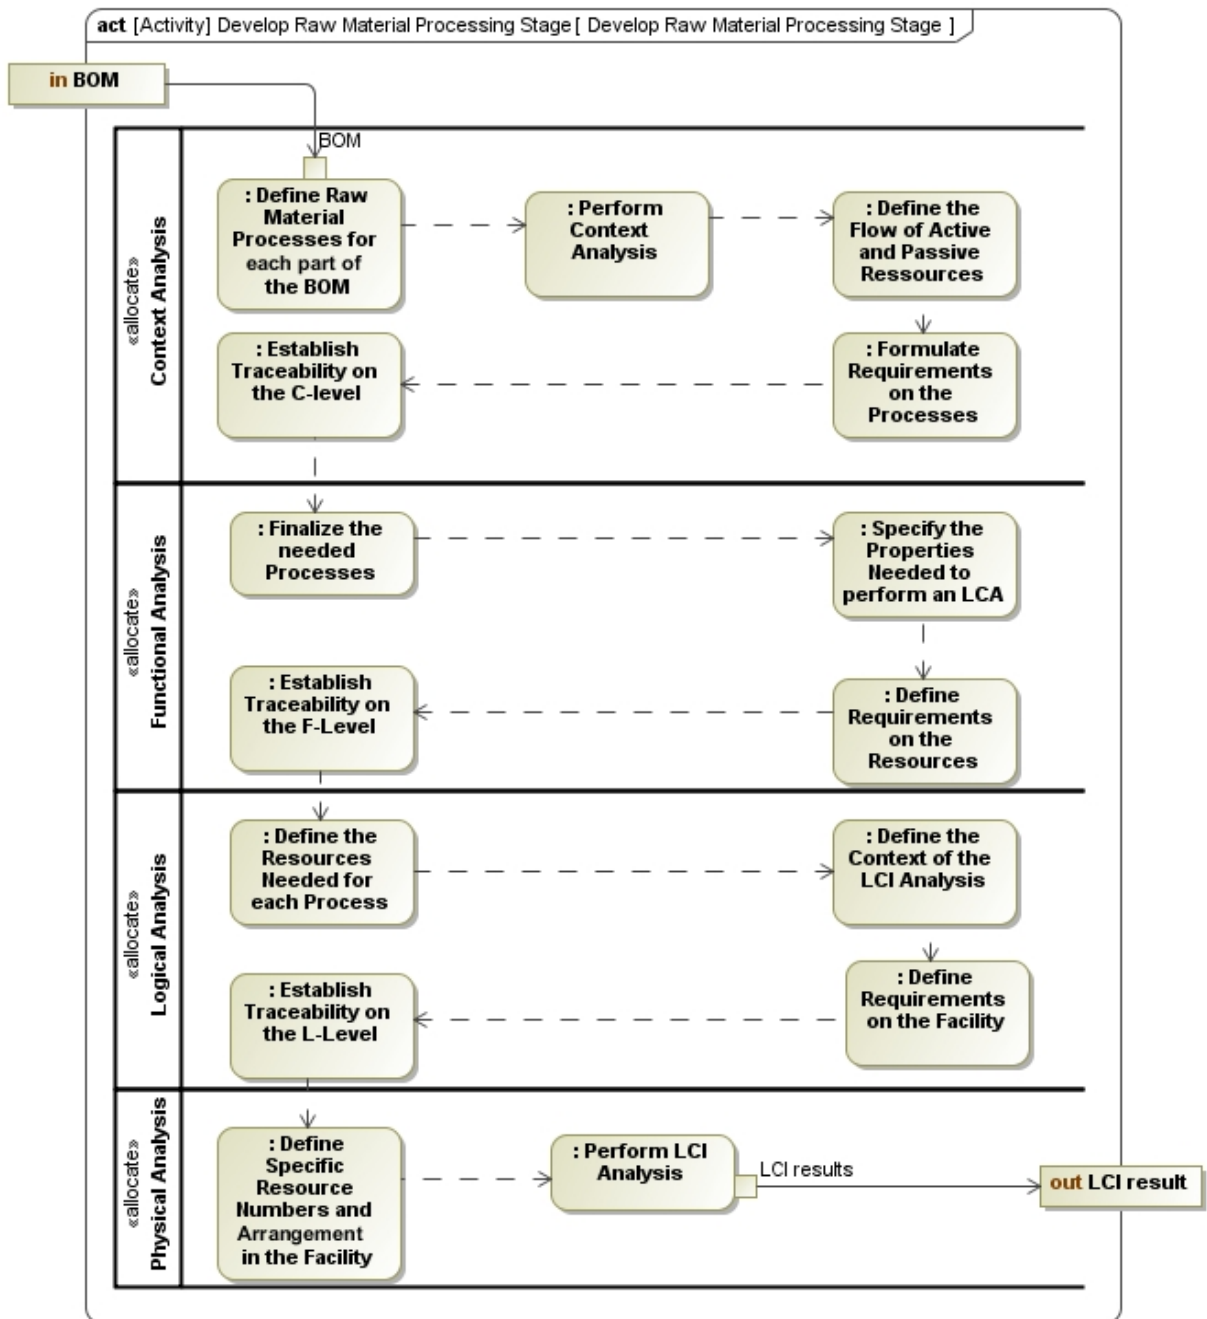 act [Activity] Develop Raw Material Processing Stage [ Develop Raw Material Processing Stage ]
in BOM
BOM
«allocate»
Context Analysis
: Define Raw
Material
Processes for
each part of
the BOM
: Perform
Context
Analysis
: Define the
Flow of Active
and Passive
Ressources
: Establish
Traceability on
the C-level
: Formulate
Requirements
on the
Processes
«allocate»
Functional Analysis
: Finalize the
needed
Processes
: Specify the
Properties
Needed to
perform an LCA
: Establish
Traceability on
the F-Level
: Define
Requirements
on the
Resources
«allocate»
Logical Analysis
: Define the
Resources
Needed for
each Process
: Define the
Context of the
LCI Analysis
: Establish
Traceability on
the L-Level
: Define
Requirements
on the Facility
«allocate»
Physical Analysis
: Define
Specific
Resource
Numbers and
Arrangement
in the Facility
: Perform LCI
Analysis
LCI results
out LCI result